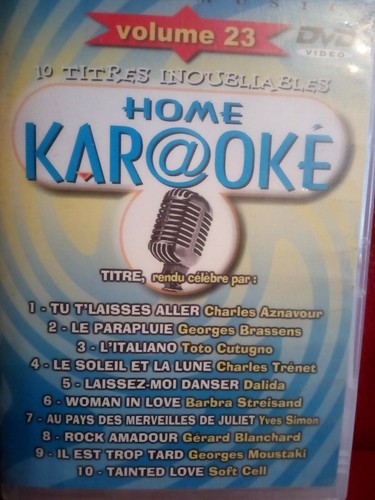 MUSIC
volume 23
DVD
VIDEO
10 TITRES INOUBLIABLES
HOME
KAR@OKÉ
TITRE, rendu célèbre par :
1 - TU T'LAISSES ALLER Charles Aznavour
2 - LE PARAPLUIE Georges Brassens
3 - L'ITALIANO Toto Cutugno
4 - LE SOLEIL ET LA LUNE Charles Trénet
5 - LAISSEZ-MOI DANSER Dalida
6 - WOMAN IN LOVE Barbra Streisand
7 - AU PAYS DES MERVEILLES DE JULIET Yves Simon
8 - ROCK AMADOUR Gérard Blanchard
9 - IL EST TROP TARD Georges Moustaki
10 - TAINTED LOVE Soft Cell